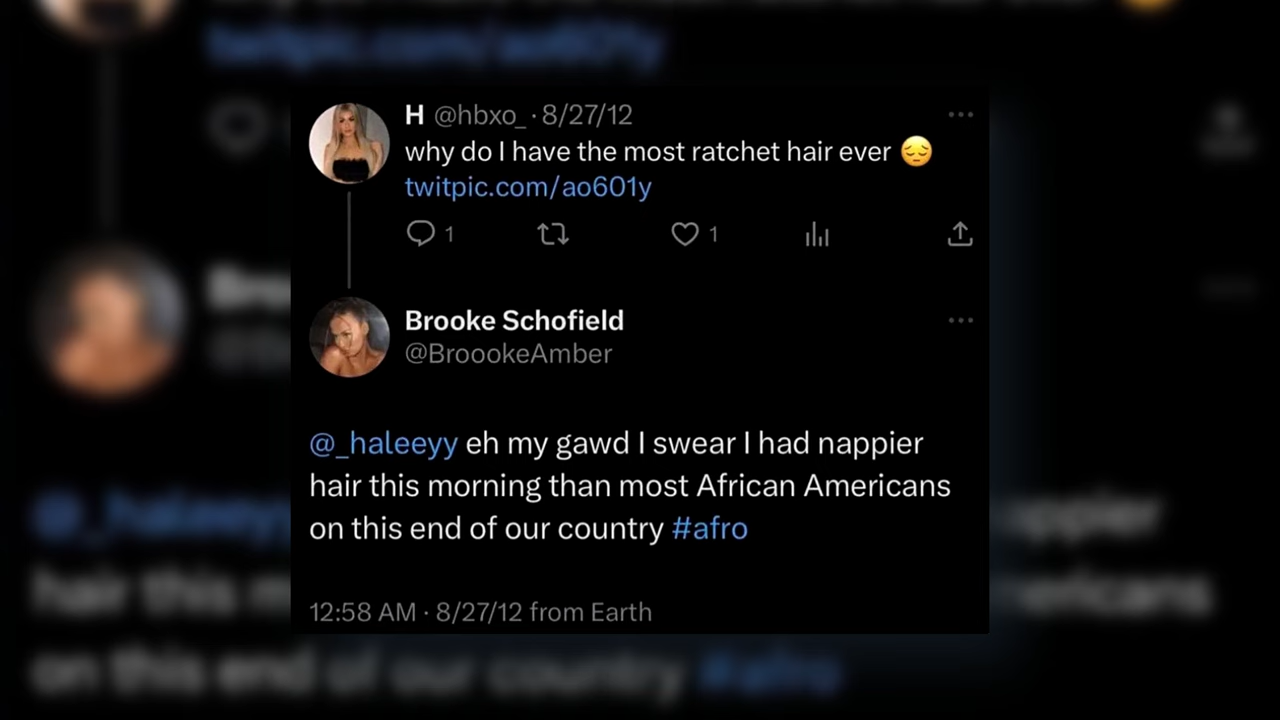 H @hbxo_ · 8/27/12
why do I have the most ratchet hair ever 😔
twitpic.com/ao601y
1 1
Brooke Schofield
@BroookeAmber
@_haleeyy eh my gawd I swear I had nappier
hair this morning than most African Americans
on this end of our country #afro
12:58 AM · 8/27/12 from Earth